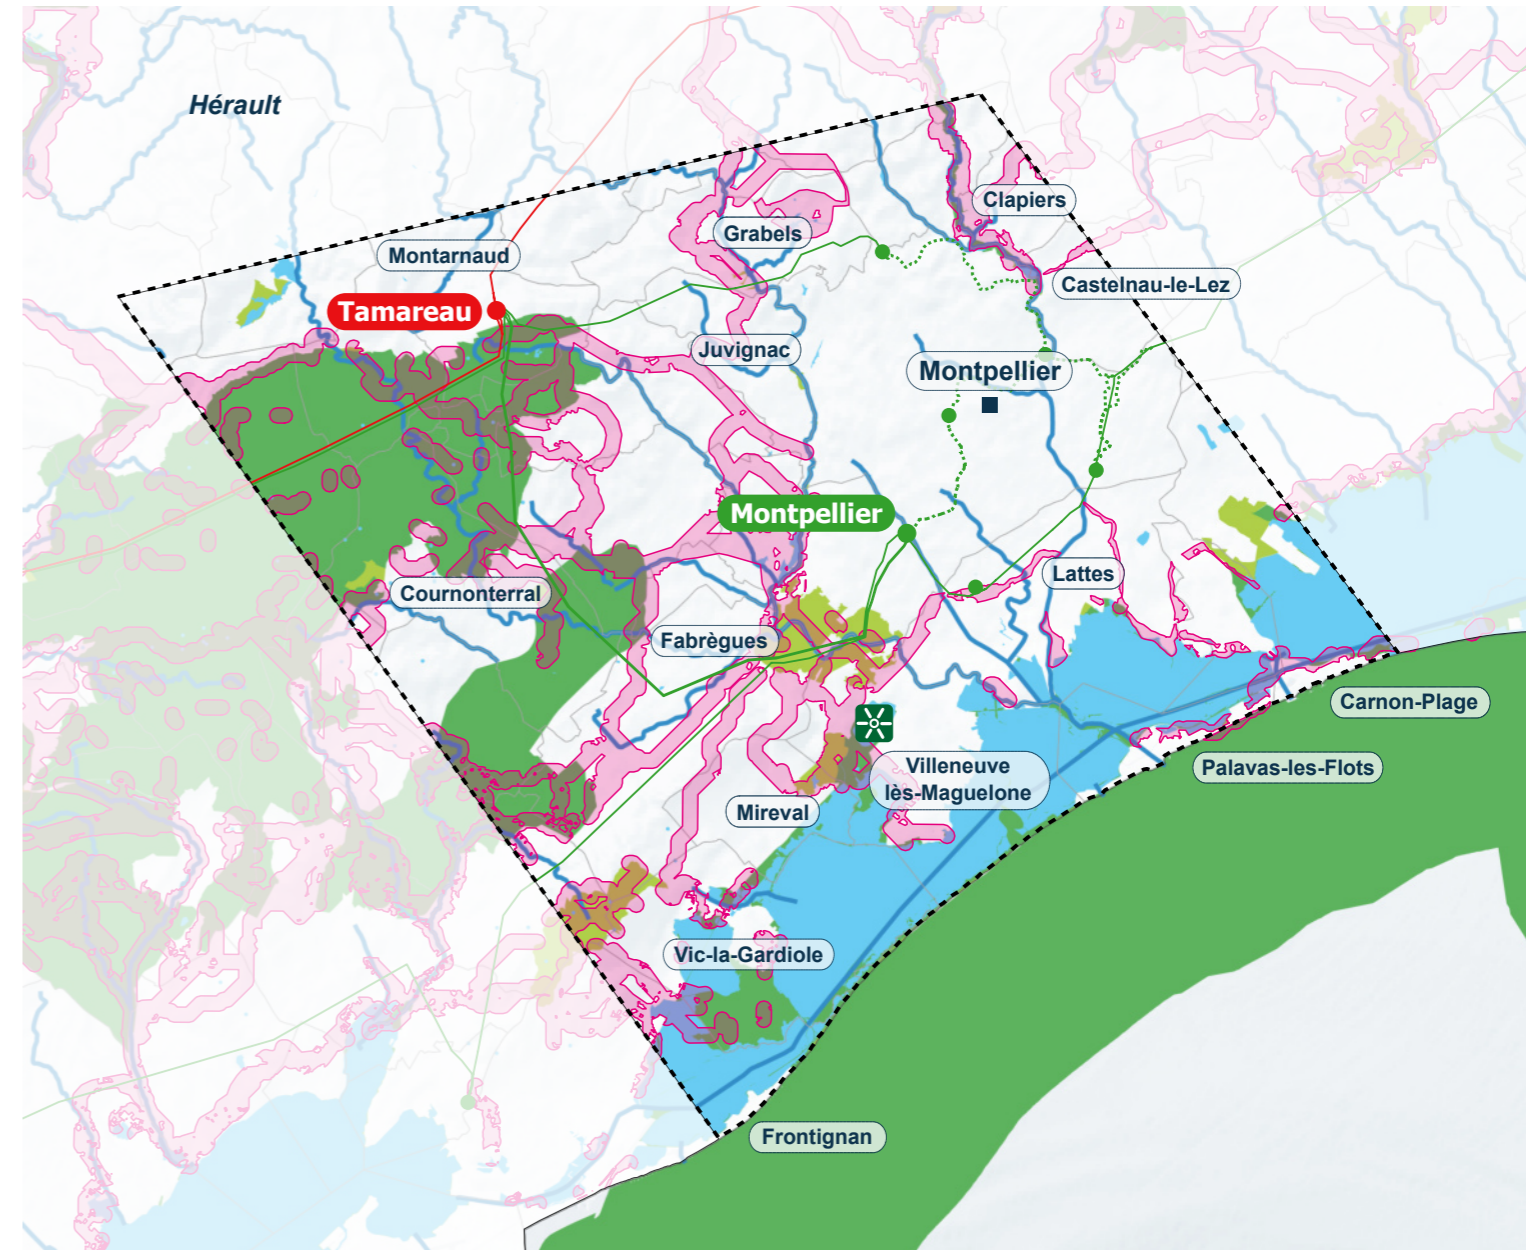 Hérault
Clapiers
Grabels
Montarnaud
Castelnau-le-Lez
Tamareau
Juvignac
Montpellier
Montpellier
Lattes
Cournonterral
Fabrègues
Carnon-Plage
Villeneuve
lès-Maguelone
Palavas-les-Flots
Mireval
Vic-la-Gardiole
Frontignan